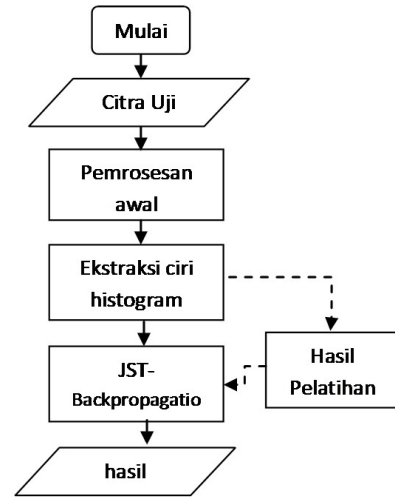 Mulai
Citra Uji
Pemrosesan
awal
Ekstraksi ciri
histogram
JST-
Backpropagatio
Hasil
Pelatihan
hasil